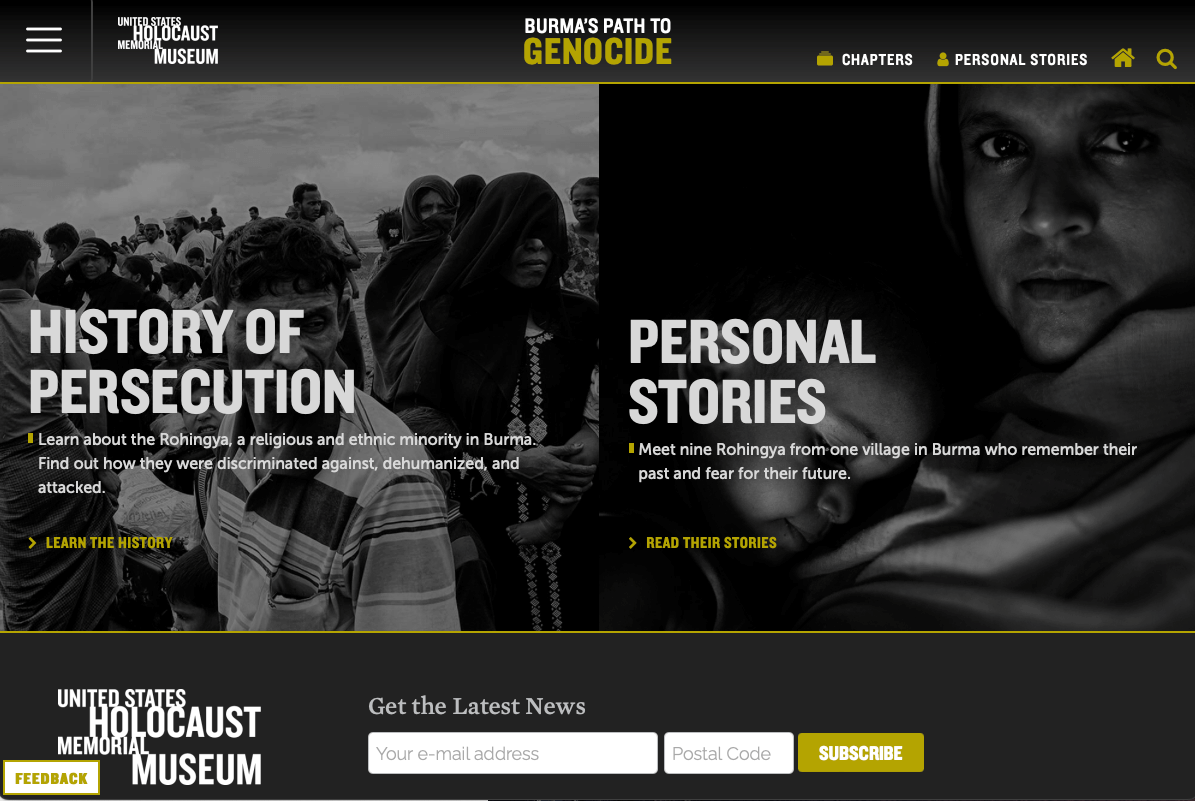 UNITED STATES
HOLOCAUST
MEMORIAL
MUSEUM
BURMA'S PATH TO
GENOCIDE
CHAPTERS
PERSONAL STORIES
HISTORY OF
PERSECUTION
Learn about the Rohingya, a religious and ethnic minority in Burma.
Find out how they were discriminated against, dehumanized, and
attacked.
LEARN THE HISTORY
PERSONAL
STORIES
Meet nine Rohingya from one village in Burma who remember their
past and fear for their future.
READ THEIR STORIES
UNITED STATES
HOLOCAUST
MEMORIAL
MUSEUM
Get the Latest News
Your e-mail address
Postal Code
SUBSCRIBE
FEEDBACK